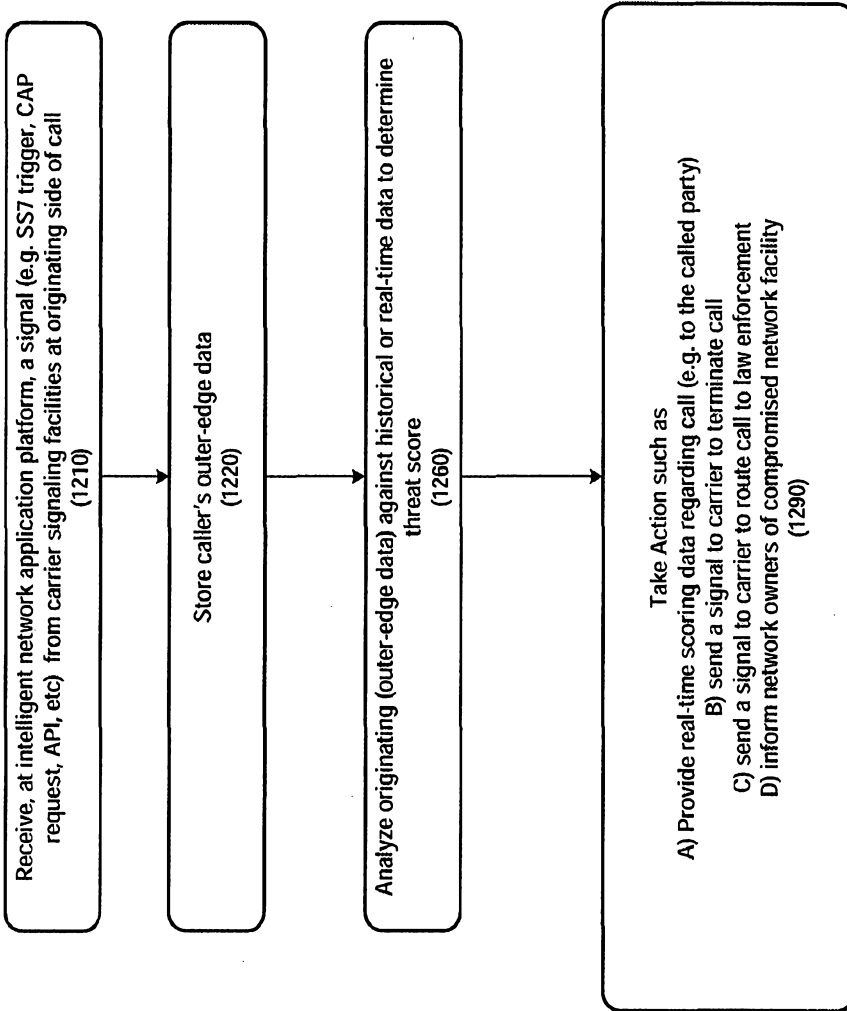 Receive, at intelligent network application platform, a signal (e.g. SS7 trigger, CAP
request, API, etc) from carrier signaling facilities at originating side of call
(1210)
Store caller's outer-edge data
(1220)
Analyze originating (outer-edge data) against historical or real-time data to determine
threat score
(1260)
Take Action such as
A) Provide real-time scoring data regarding call (e.g. to the called party)
B) send a signal to carrier to terminate call
C) send a signal to carrier to route call to law enforcement
D) inform network owners of compromised network facility
(1290)